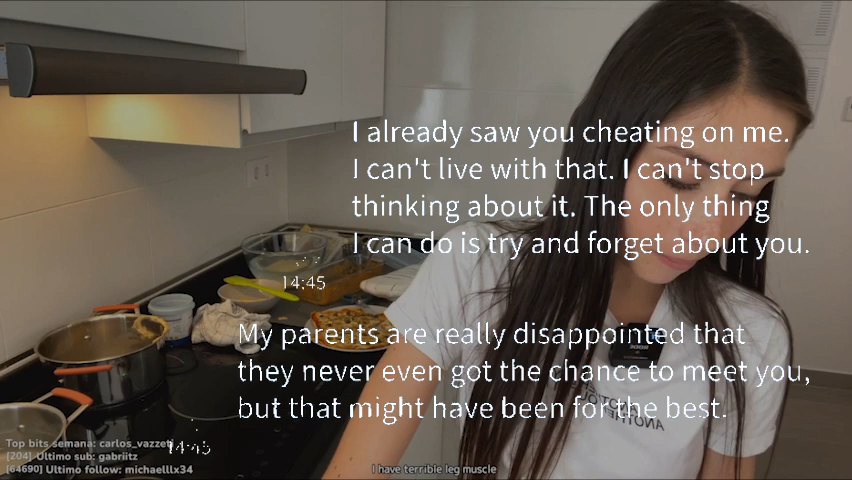 I already saw you cheating on me.
I can't live with that. I can't stop
thinking about it. The only thing
I can do is try and forget about you.
14:45
My parents are really disappointed that
they never even got the chance to meet you,
but that might have been for the best.
14:45
Top bits semana: carlos_vazzet
[204] Ultimo sub: gabriitz
[64690] Ultimo follow: michaelllx34
I have terrible leg muscle